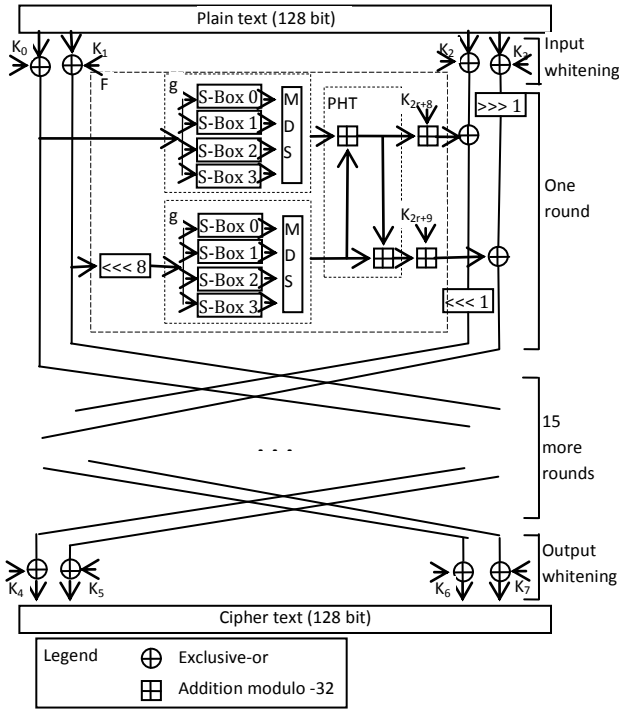 Plain text (128 bit)
K0
K1
K2
Input
whitening
F
g
S-Box 0
S-Box 1
S-Box 2
S-Box 3
M
D
S
PHT
K2r+8
>>> 1
One
round
g
S-Box 0
S-Box 1
S-Box 2
S-Box 3
M
D
S
K2r+9
<<< 8
<<< 1
15
more
rounds
. . .
Output
whitening
K4
K5
K6
K7
Cipher text (128 bit)
Legend
Exclusive-or
Addition modulo -32